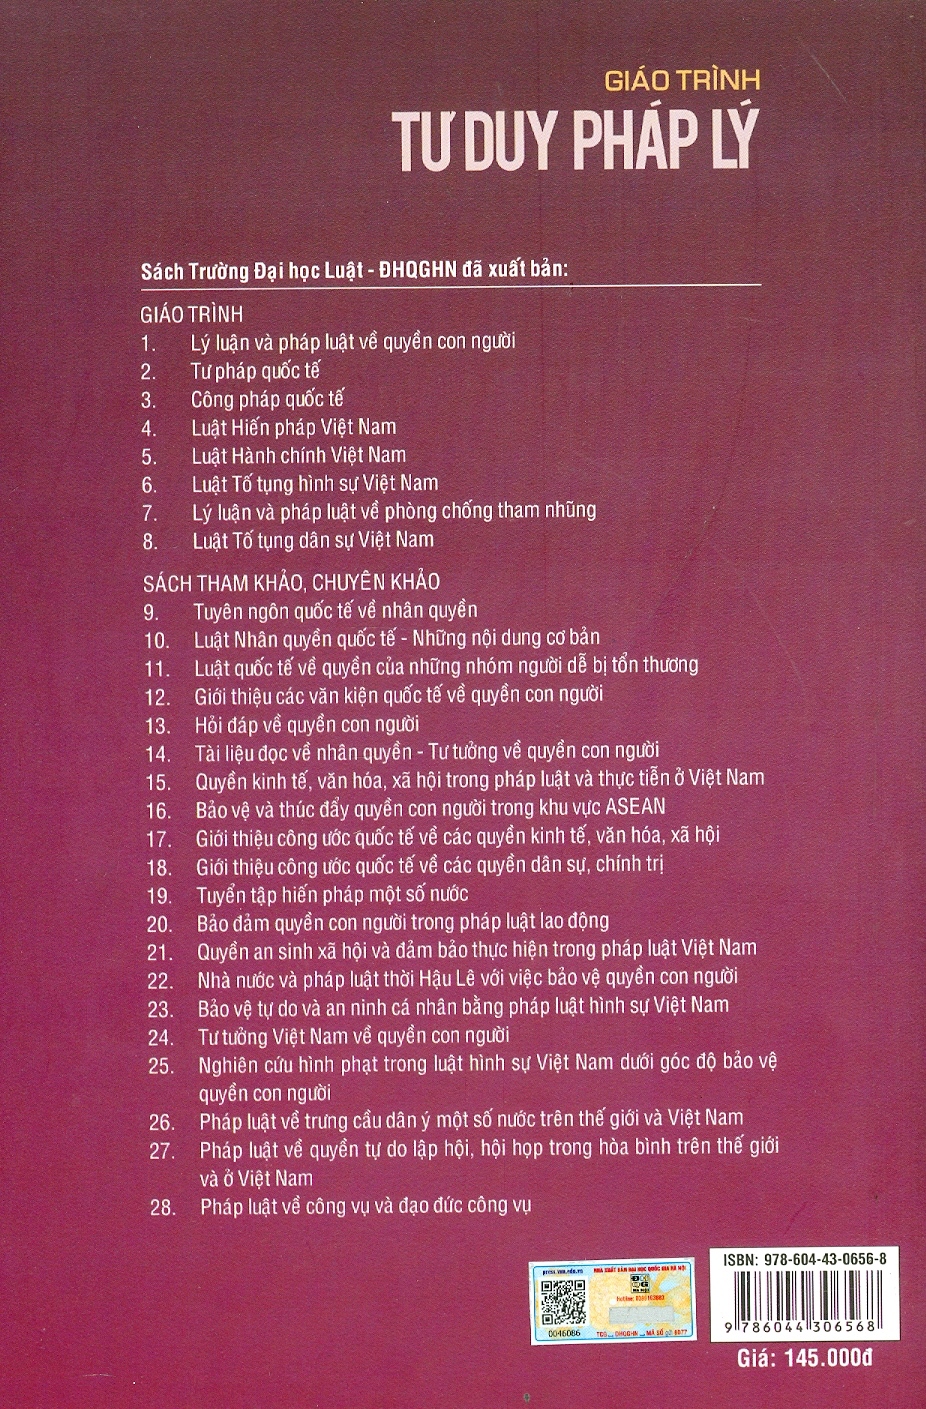 GIÁO TRÌNH
TƯ DUY PHÁP LÝ
Sách Trường Đại học Luật - ĐHQGHN đã xuất bản:
GIÁO TRÌNH
1. Lý luận và pháp luật về quyền con người
2. Tư pháp quốc tế
3. Công pháp quốc tế
4. Luật Hiến pháp Việt Nam
5. Luật Hành chính Việt Nam
6. Luật Tố tụng hình sự Việt Nam
7. Lý luận và pháp luật về phòng chống tham nhũng
8. Luật Tố tụng dân sự Việt Nam
SÁCH THAM KHẢO, CHUYÊN KHẢO
9. Tuyên ngôn quốc tế về nhân quyền
10. Luật Nhân quyền quốc tế - Những nội dung cơ bản
11. Luật quốc tế về quyền của những nhóm người dễ bị tổn thương
12. Giới thiệu các văn kiện quốc tế về quyền con người
13. Hỏi đáp về quyền con người
14. Tài liệu đọc về nhân quyền - Tư tưởng về quyền con người
15. Quyền kinh tế, văn hóa, xã hội trong pháp luật và thực tiễn ở Việt Nam
16. Bảo vệ và thúc đẩy quyền con người trong khu vực ASEAN
17. Giới thiệu công ước quốc tế về các quyền kinh tế, văn hóa, xã hội
18. Giới thiệu công ước quốc tế về các quyền dân sự, chính trị
19. Tuyển tập hiến pháp một số nước
20. Bảo đảm quyền con người trong pháp luật lao động
21. Quyền an sinh xã hội và đảm bảo thực hiện trong pháp luật Việt Nam
22. Nhà nước và pháp luật thời Hậu Lê với việc bảo vệ quyền con người
23. Bảo vệ tự do và an ninh cá nhân bằng pháp luật hình sự Việt Nam
24. Tư tưởng Việt Nam về quyền con người
25. Nghiên cứu hình phạt trong luật hình sự Việt Nam dưới góc độ bảo vệ
quyền con người
26. Pháp luật về trưng cầu dân ý một số nước trên thế giới và Việt Nam
27. Pháp luật về quyền tự do lập hội, hội họp trong hòa bình trên thế giới
và ở Việt Nam
28. Pháp luật về công vụ và đạo đức công vụ
press.vnu.edu.vn
NHÀ XUẤT BẢN ĐẠI HỌC QUỐC GIA HÀ NỘI
0046086
ISBN: 978-604-43-0656-8
9 786044 306568
Giá: 145.000đ